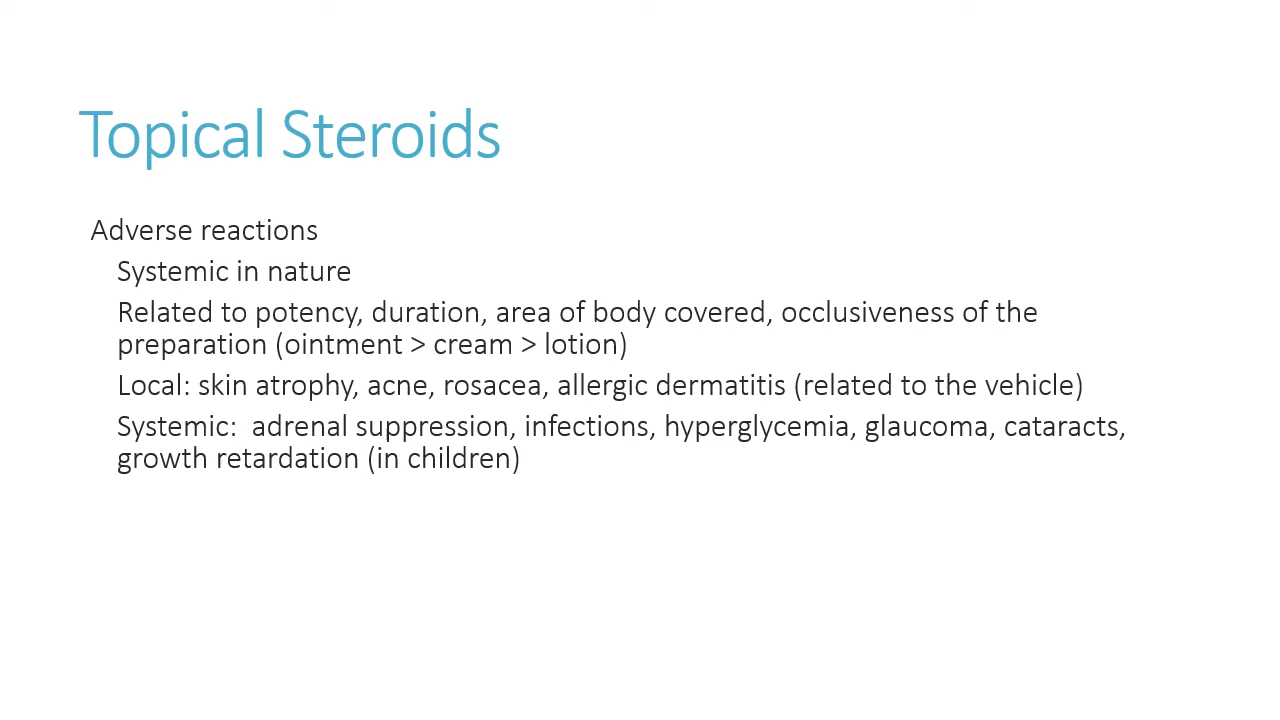 Topical Steroids
Adverse reactions
Systemic in nature
Related to potency, duration, area of body covered, occlusiveness of the
preparation (ointment > cream > lotion)
Local: skin atrophy, acne, rosacea, allergic dermatitis (related to the vehicle)
Systemic:  adrenal suppression, infections, hyperglycemia, glaucoma, cataracts,
growth retardation (in children)